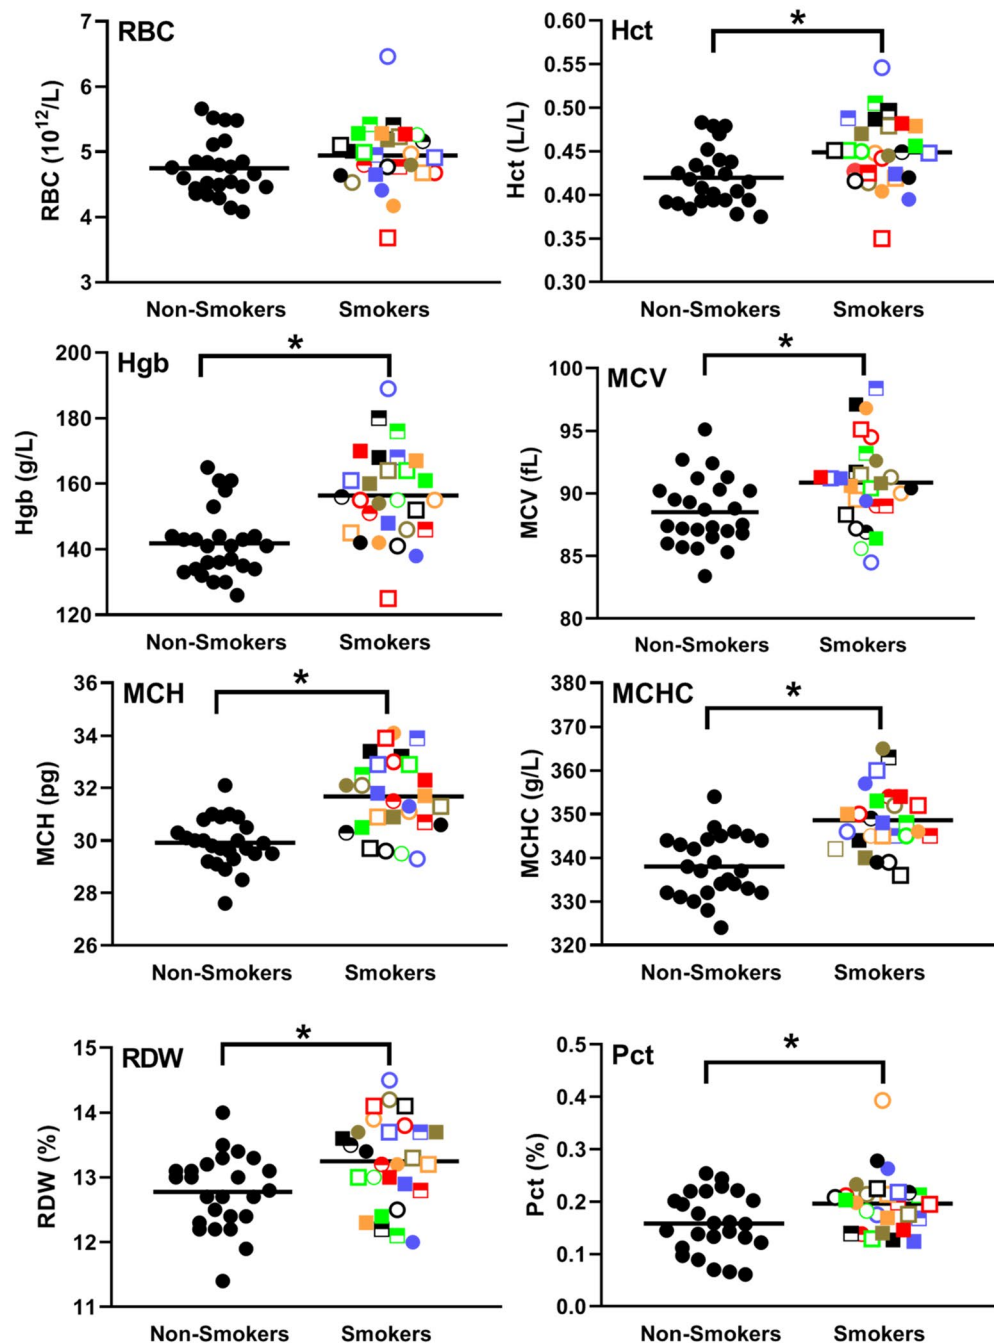 RBC
RBC (10¹²/L)
7
6
5
4
3
Non-Smokers Smokers
Hct
*
Hct (L/L)
0.60
0.55
0.50
0.45
0.40
0.35
0.30
Non-Smokers Smokers
Hgb
*
Hgb (g/L)
200
180
160
140
120
Non-Smokers Smokers
MCV
*
MCV (fL)
100
95
90
85
80
Non-Smokers Smokers
MCH
*
MCH (pg)
36
34
32
30
28
26
Non-Smokers Smokers
MCHC
*
MCHC (g/L)
380
370
360
350
340
330
320
Non-Smokers Smokers
RDW
*
RDW (%)
15
14
13
12
11
Non-Smokers Smokers
Pct
*
Pct (%)
0.5
0.4
0.3
0.2
0.1
0.0
Non-Smokers Smokers